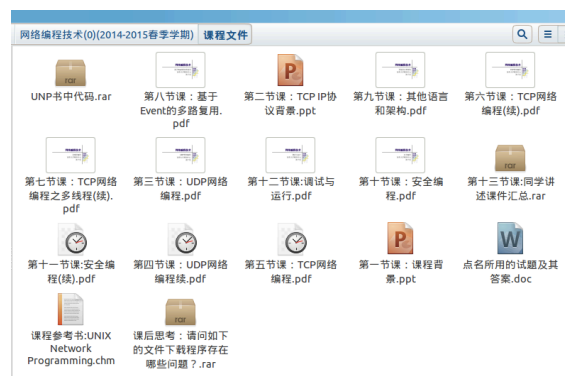 网络编程技术(0)(2014-2015春季学期) 课程文件
UNP书中代码.rar
第八节课：基于
Event的多路复用.
pdf
第二节课：TCP IP协
议背景.ppt
第九节课：其他语言
和架构.pdf
第六节课：TCP网络
编程(续).pdf
第七节课：TCP网络
编程之多线程(续).
pdf
第三节课：UDP网络
编程.pdf
第十二节课:调试与
运行.pdf
第十节课：安全编
程.pdf
第十三节课:同学讲
述课件汇总.rar
第十一节课:安全编
程(续).pdf
第四节课：UDP网络
编程续.pdf
第五节课：TCP网络
编程.pdf
第一节课：课程背
景.ppt
点名所用的试题及其
答案.doc
课程参考书:UNIX
Network
Programming.chm
课后思考：请问如下
的文件下载程序存在
哪些问题？.rar